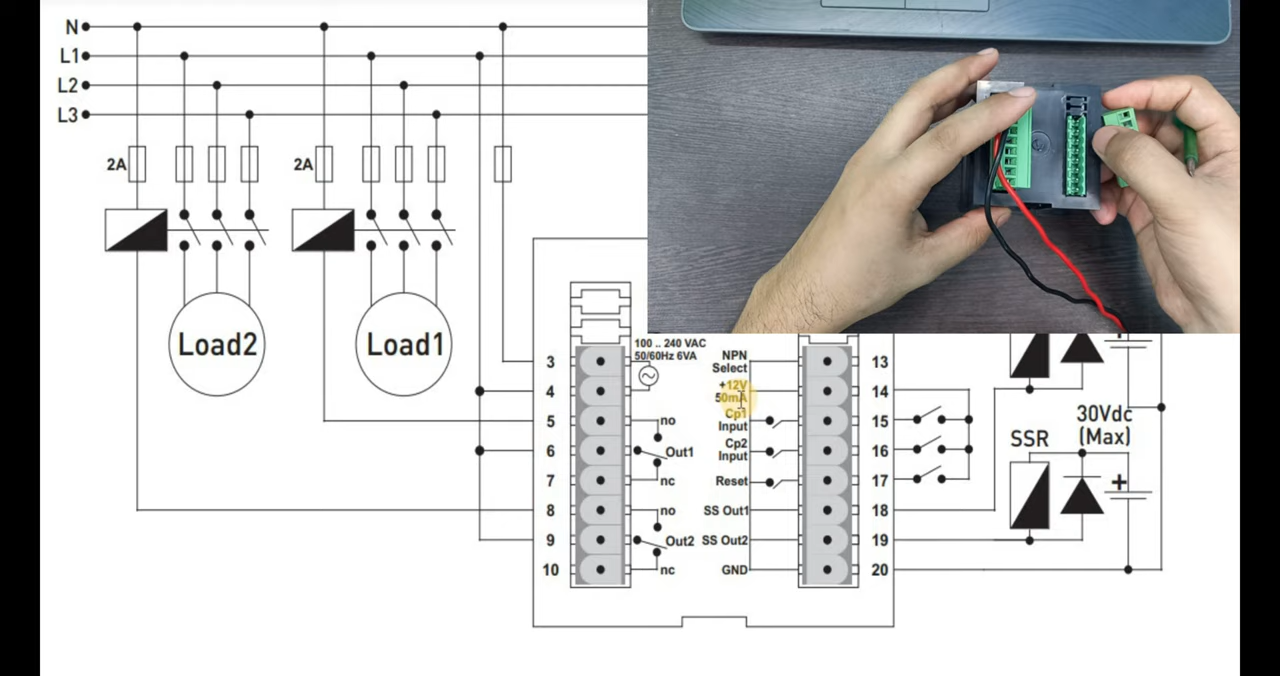 N
L1
L2
L3
2A
2A
Load2
Load1
100 .. 240 VAC
50/60Hz 6VA
3
4
5
6
7
8
9
10
no
Out1
nc
no
Out2
nc
NPN
Select
+12V
50mA
Cp1
Input
Cp2
Input
Reset
SS Out1
SS Out2
GND
13
14
15
16
17
18
19
20
SSR
30Vdc
(Max)
+
+